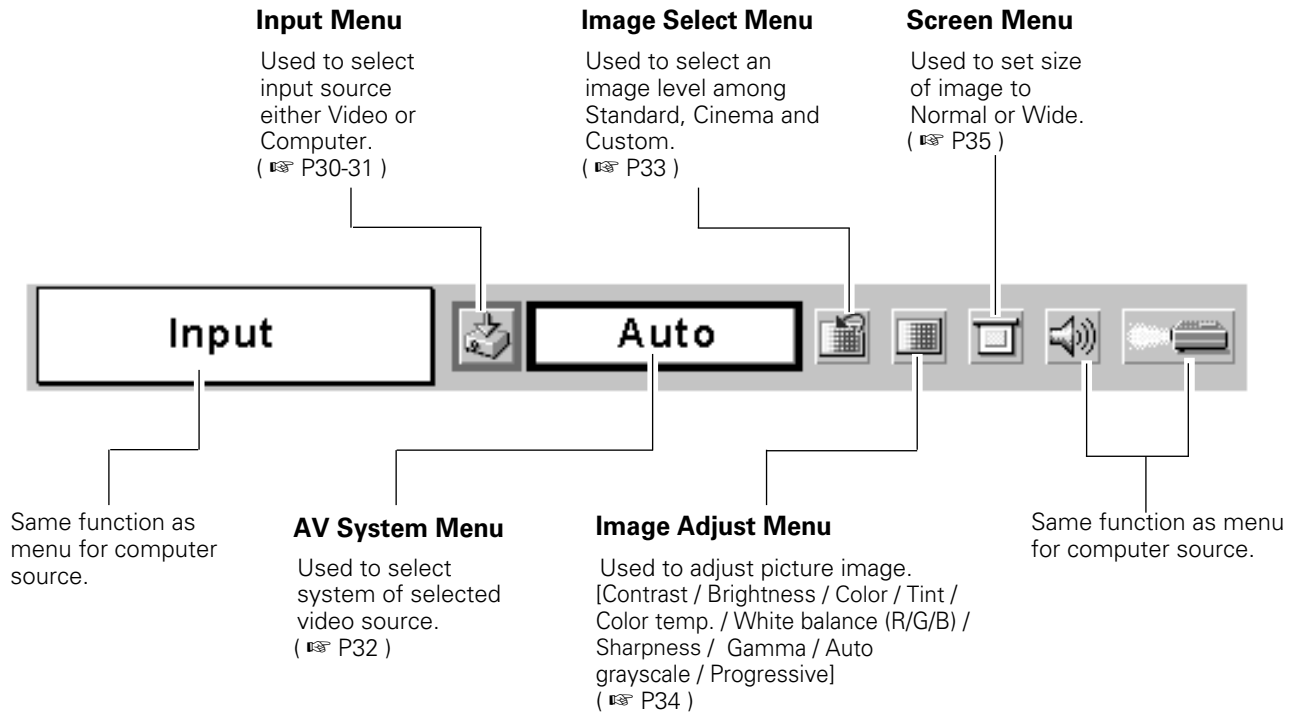 Input Menu
Used to select
input source
either Video or
Computer.
( ☞ P30-31 )
Image Select Menu
Used to select an
image level among
Standard, Cinema and
Custom.
( ☞ P33 )
Screen Menu
Used to set size
of image to
Normal or Wide.
( ☞ P35 )
Input
Auto
Same function as
menu for computer
source.
AV System Menu
Used to select
system of selected
video source.
( ☞ P32 )
Image Adjust Menu
Used to adjust picture image.
[Contrast / Brightness / Color / Tint /
Color temp. / White balance (R/G/B) /
Sharpness / Gamma / Auto
grayscale / Progressive]
( ☞ P34 )
Same function as menu
for computer source.